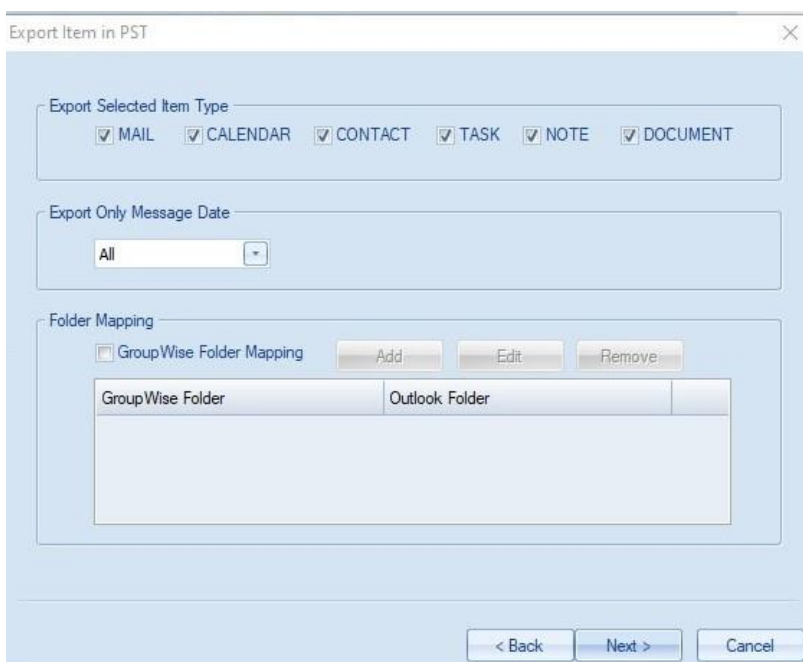 Export Item in PST
Export Selected Item Type
MAIL CALENDAR CONTACT TASK NOTE DOCUMENT
Export Only Message Date
All
Folder Mapping
GroupWise Folder Mapping Add Edit Remove
GroupWise Folder Outlook Folder
< Back Next > Cancel